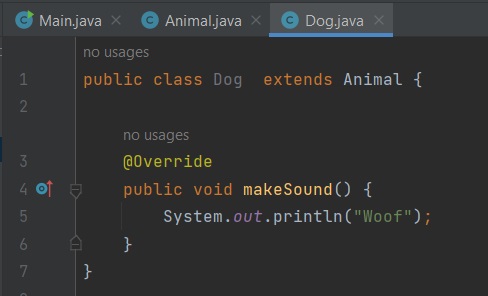 Main.java Animal.java Dog.java
no usages
1 public class Dog  extends Animal {
2
no usages
3 @Override
4 public void makeSound() {
5 System.out.println("Woof");
6 }
7 }